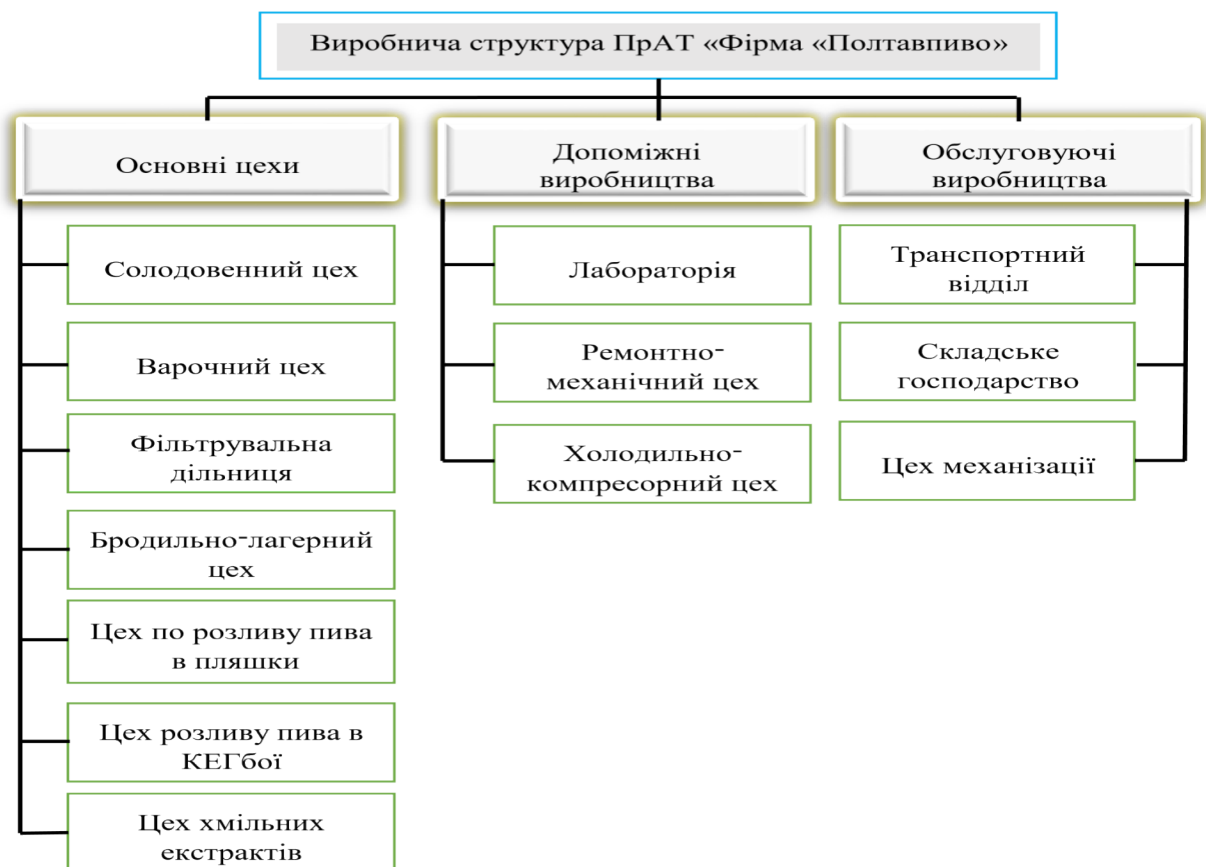 Виробнича структура ПрАТ «Фірма «Полтавпиво»
Основні цехи
Солодовенний цех
Варочний цех
Фільтрувальна
дільниця
Бродильно-лагерний
цех
Цех по розливу пива
в пляшки
Цех розливу пива в
КЕГбої
Цех хмільних
екстрактів
Допоміжні
виробництва
Лабораторія
Ремонтно-
механічний цех
Холодильно-
компресорний цех
Обслуговуючі
виробництва
Транспортний
відділ
Складське
господарство
Цех механізації